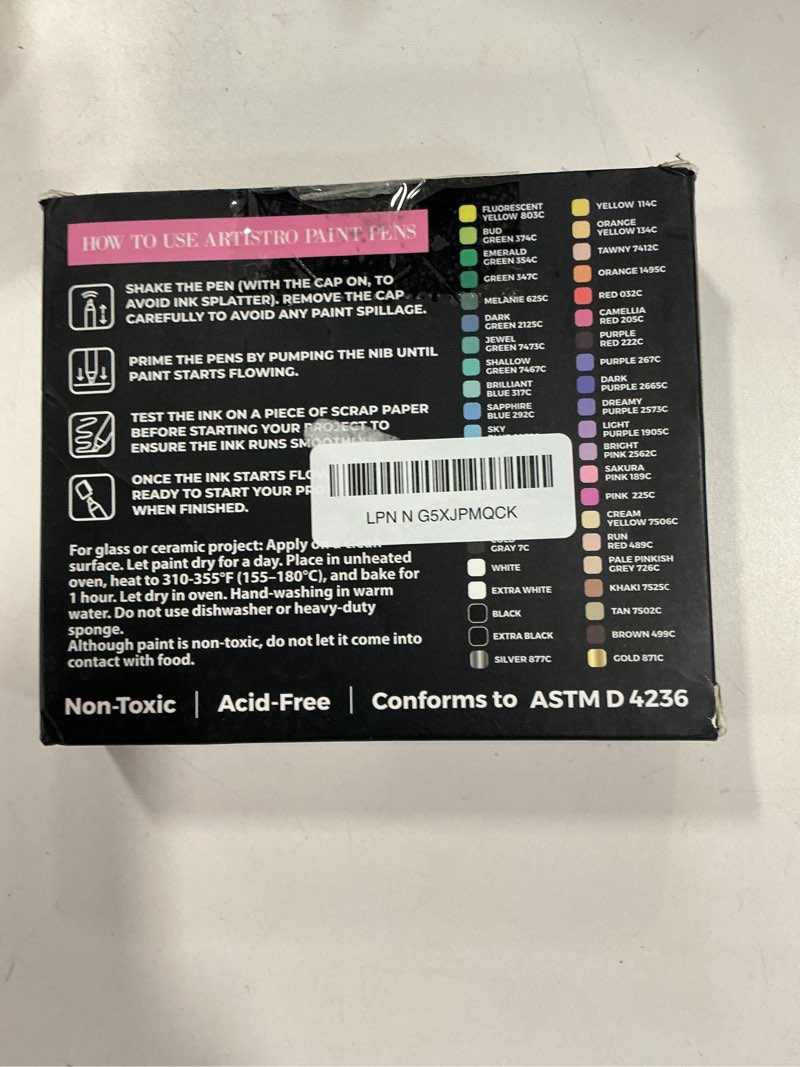 HOW TO USE ARTISTRO PAINT PENS
SHAKE THE PEN (WITH THE CAP ON, TO
AVOID INK SPLATTER). REMOVE THE CAP
CAREFULLY TO AVOID ANY PAINT SPILLAGE.
PRIME THE PENS BY PUMPING THE NIB UNTIL
PAINT STARTS FLOWING.
TEST THE INK ON A PIECE OF SCRAP PAPER
BEFORE STARTING YOUR PROJECT TO
ENSURE THE INK RUNS SMOOTHLY.
ONCE THE INK STARTS
READY TO START YOUR
WHEN FINISHED.
For glass or ceramic project: Apply clean
surface. Let paint dry for a day. Place in unheated
oven, heat to 310-355°F (155–180°C), and bake for
1 hour. Let dry in oven. Hand-washing in warm
water. Do not use dishwasher or heavy-duty
sponge.
Although paint is non-toxic, do not let it come into
contact with food.
FLUORESCENT
YELLOW 803C
BUD
GREEN 374C
EMERALD
GREEN 354C
GREEN 347C
MELANIE 625C
DARK
GREEN 2125C
JEWEL
GREEN 7473C
SHALLOW
GREEN 7467C
BRILLIANT
BLUE 317C
SAPPHIRE
BLUE 292C
SKY
LPN N G5XJPMQCK
GRAY 7C
WHITE
EXTRA WHITE
BLACK
EXTRA BLACK
SILVER 877C
YELLOW 114C
ORANGE
YELLOW 134C
TAWNY 7412C
ORANGE 1495C
RED 032C
CAMELLIA
RED 205C
PURPLE
RED 222C
PURPLE 267C
DARK
PURPLE 2665C
DREAMY
PURPLE 2573C
LIGHT
PURPLE 1905C
BRIGHT
PINK 2562C
SAKURA
PINK 189C
PINK 225C
CREAM
YELLOW 7506C
RUN
RED 489C
PALE PINKISH
GREY 726C
KHAKI 7525C
TAN 7502C
BROWN 499C
GOLD 871C
Non-Toxic | Acid-Free | Conforms to ASTM D 4236